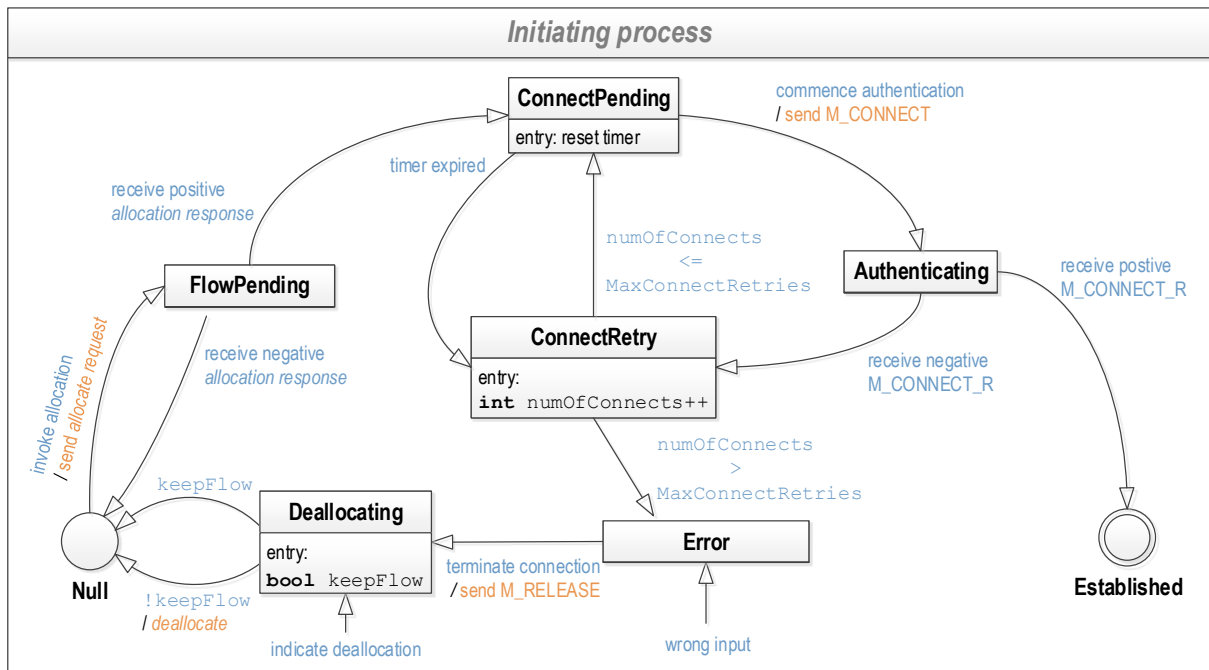 Initiating process
ConnectPending
entry: reset timer
commence authentication
/ send M_CONNECT
timer expired
receive positive
allocation response
numOfConnects
<=
MaxConnectRetries
Authenticating
receive postive
M_CONNECT_R
FlowPending
ConnectRetry
entry:
int numOfConnects++
receive negative
allocation response
receive negative
M_CONNECT_R
invoke allocation
/ send allocate request
numOfConnects
>
MaxConnectRetries
keepFlow
Deallocating
entry:
bool keepFlow
Error
terminate connection
/ send M_RELEASE
Null
Established
!keepFlow
/ deallocate
indicate deallocation
wrong input